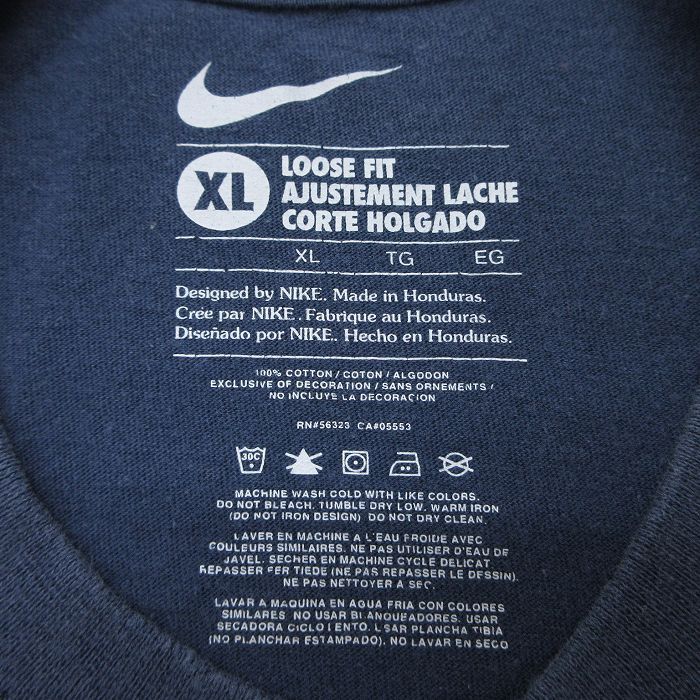 XL
LOOSE FIT
AJUSTEMENT LACHE
CORTE HOLGADO
XL TG EG
Designed by NIKE. Made in Honduras.
Crée par NIKE. Fabrique au Honduras.
Diseñado por NIKE. Hecho en Honduras.
100% COTTON / COTON / ALGODON
EXCLUSIVE OF DECORATION / SANS ORNEMENTS /
NO INCLUYE LA DECORACION
RN#56323 CA#05553
30C
MACHINE WASH COLD WITH LIKE COLORS.
DO NOT BLEACH. TUMBLE DRY LOW. WARM IRON
(DO NOT IRON DESIGN) DO NOT DRY CLEAN.
LAVER EN MACHINE A L'EAU FROIDE AVEC
COULEURS SIMILAIRES. NE PAS UTILISER D'EAU DE
JAVEL. SECHER EN MACHINE CYCLE DELICAT
REPASSER FER TIEDE (NE PAS REPASSER LE DESSIN).
NE PAS NETTOYER A SEC.
LAVAR A MAQUINA EN AGUA FRIA CON COLORES
SIMILARES. NO USAR BLANQUEADORES. USAR
SECADORA CICLO LENTO. USAR PLANCHA TIBIA
(NO PLANCHAR ESTAMPADO). NO LAVAR EN SECO